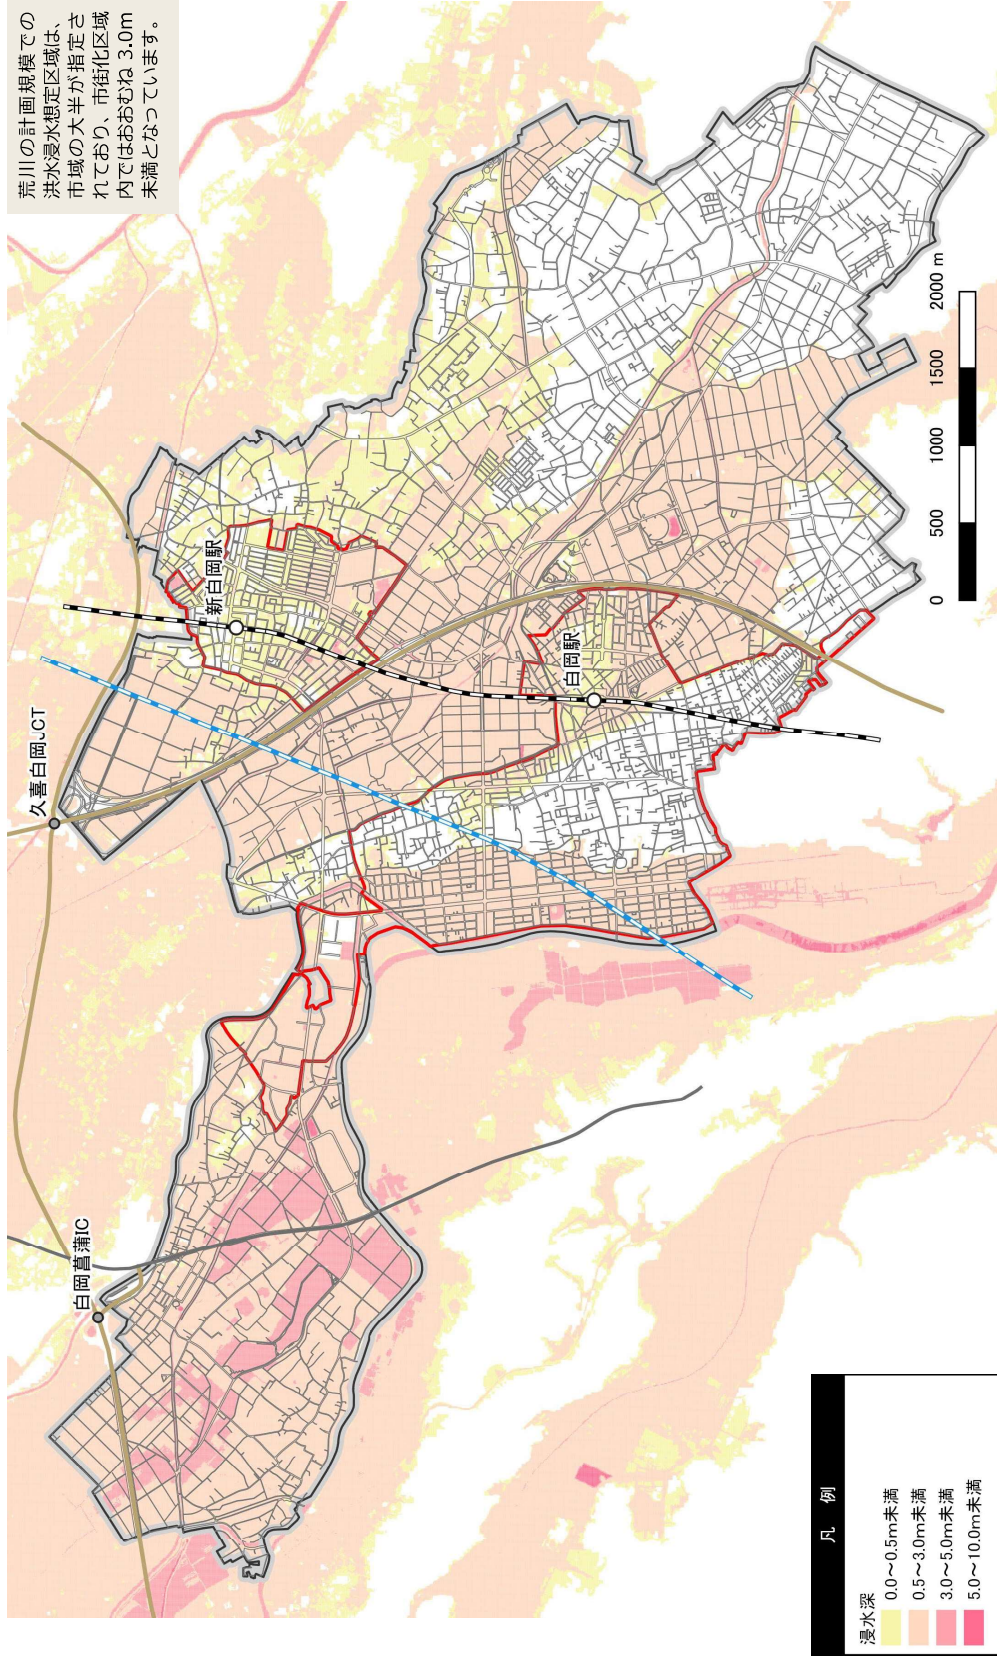 荒川の計画規模での
洪水浸水想定区域は、
市域の大半が指定さ
れており、市街化区域
内ではおおむね 3.0m
未満となっています。
白岡菖蒲IC
久喜白岡JCT
新白岡駅
白岡駅
凡 例
浸水深
0.0～0.5m未満
0.5～3.0m未満
3.0～5.0m未満
5.0～10.0m未満
0 500 1000 1500 2000 m